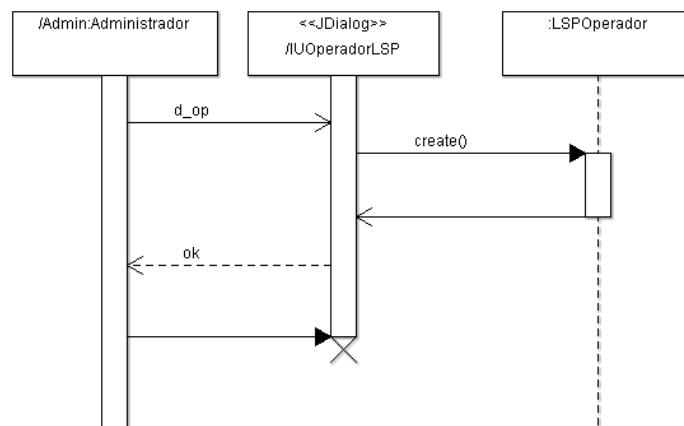 /Admin:Administrador
<<JDialog>>
/IUOperadorLSP
:LSPOperador
d_op
create()
ok